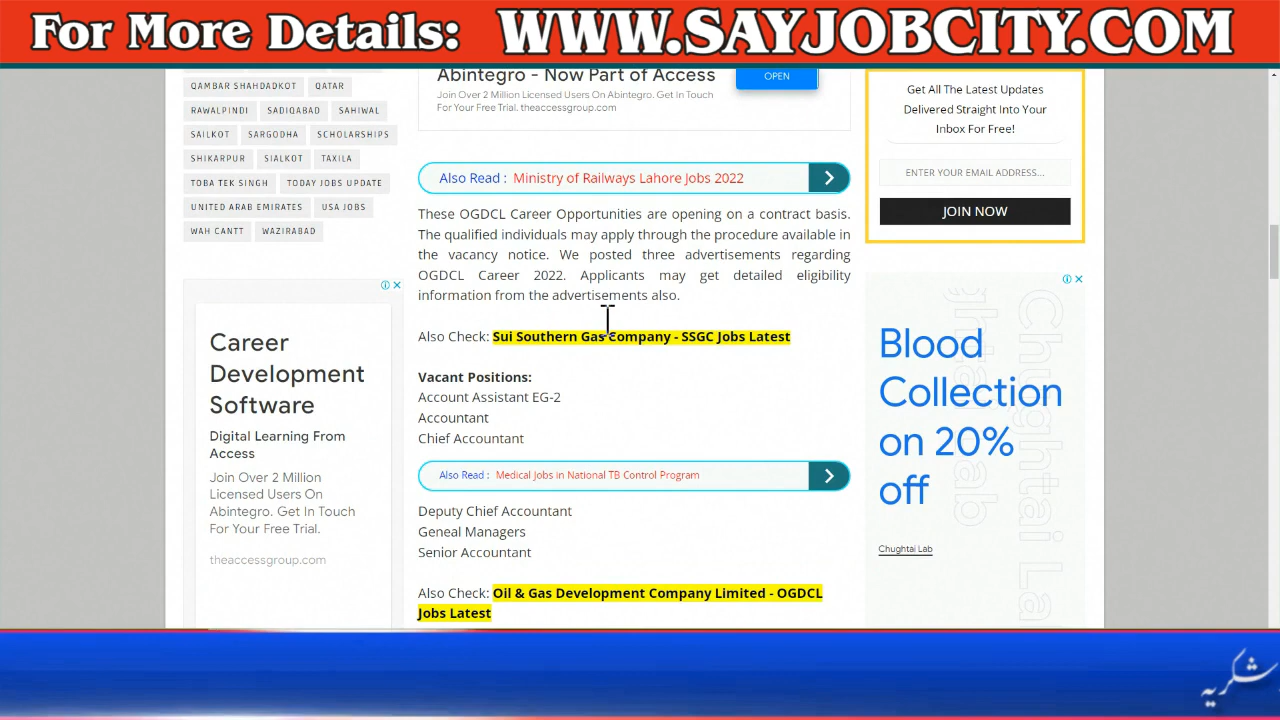 For More Details: WWW.SAYJOBCITY.COM
QAMBAR SHAHDADKOT QATAR
RAWALPINDI SADIQABAD SAHIWAL
SAILKOT SARGODHA SCHOLARSHIPS
SHIKARPUR SIALKOT TAXILA
TOBA TEK SINGH TODAY JOBS UPDATE
UNITED ARAB EMIRATES USA JOBS
WAH CANTT WAZIRABAD
Career
Development
Software
Digital Learning From
Access
Join Over 2 Million
Licensed Users On
Abintegro. Get In Touch
For Your Free Trial.
theaccessgroup.com
Abintegro - Now Part of Access
Join Over 2 Million Licensed Users On Abintegro. Get In Touch
For Your Free Trial. theaccessgroup.com
OPEN
Also Read : Ministry of Railways Lahore Jobs 2022
These OGDCL Career Opportunities are opening on a contract basis.
The qualified individuals may apply through the procedure available in
the vacancy notice. We posted three advertisements regarding
OGDCL Career 2022. Applicants may get detailed eligibility
information from the advertisements also.
Also Check: Sui Southern Gas Company - SSGC Jobs Latest
Vacant Positions:
Account Assistant EG-2
Accountant
Chief Accountant
Also Read : Medical Jobs in National TB Control Program
Deputy Chief Accountant
Geneal Managers
Senior Accountant
Also Check: Oil & Gas Development Company Limited - OGDCL
Jobs Latest
Get All The Latest Updates
Delivered Straight Into Your
Inbox For Free!
ENTER YOUR EMAIL ADDRESS...
JOIN NOW
Blood
Collection
on 20%
off
Chughtai Lab
شکریہ